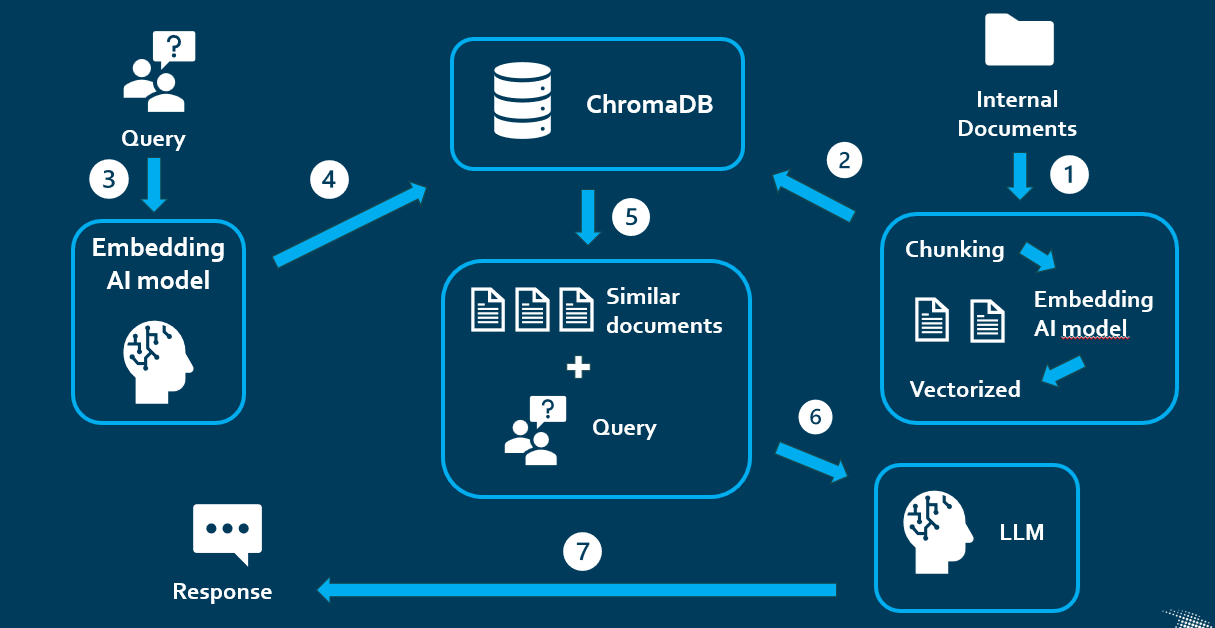 ?
Query
3
Embedding
AI model
4
ChromaDB
5
Similar
documents
?
Query
2
Internal
Documents
1
Chunking
Embedding
AI model
Vectorized
6
LLM
7
Response